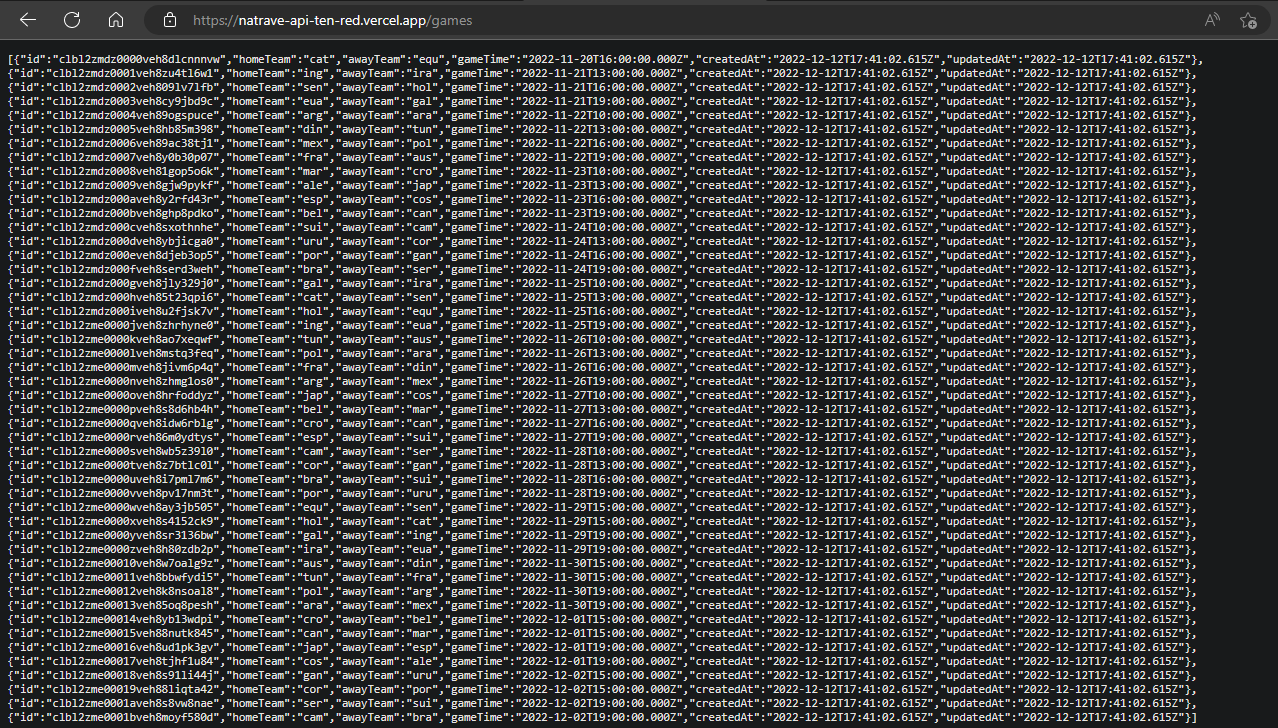 https://natrave-api-ten-red.vercel.app/games
[{"id":"clbl2zmdz0000veh8dlcnnnvw","homeTeam":"cat","awayTeam":"equ","gameTime":"2022-11-20T16:00:00.000Z","createdAt":"2022-12-12T17:41:02.615Z","updatedAt":"2022-12-12T17:41:02.615Z"},
{"id":"clbl2zmdz0001veh8zu4tl6w1","homeTeam":"ing","awayTeam":"ira","gameTime":"2022-11-21T13:00:00.000Z","createdAt":"2022-12-12T17:41:02.615Z","updatedAt":"2022-12-12T17:41:02.615Z"},
{"id":"clbl2zmdz0002veh809lv7lfb","homeTeam":"sen","awayTeam":"hol","gameTime":"2022-11-21T16:00:00.000Z","createdAt":"2022-12-12T17:41:02.615Z","updatedAt":"2022-12-12T17:41:02.615Z"},
{"id":"clbl2zmdz0003veh8cy9jbd9c","homeTeam":"eua","awayTeam":"gal","gameTime":"2022-11-21T19:00:00.000Z","createdAt":"2022-12-12T17:41:02.615Z","updatedAt":"2022-12-12T17:41:02.615Z"},
{"id":"clbl2zmdz0004veh89ogspuce","homeTeam":"arg","awayTeam":"ara","gameTime":"2022-11-22T10:00:00.000Z","createdAt":"2022-12-12T17:41:02.615Z","updatedAt":"2022-12-12T17:41:02.615Z"},
{"id":"clbl2zmdz0005veh8hb85m398","homeTeam":"din","awayTeam":"tun","gameTime":"2022-11-22T13:00:00.000Z","createdAt":"2022-12-12T17:41:02.615Z","updatedAt":"2022-12-12T17:41:02.615Z"},
{"id":"clbl2zmdz0006veh89ac38tj1","homeTeam":"mex","awayTeam":"pol","gameTime":"2022-11-22T16:00:00.000Z","createdAt":"2022-12-12T17:41:02.615Z","updatedAt":"2022-12-12T17:41:02.615Z"},
{"id":"clbl2zmdz0007veh8y0b30p07","homeTeam":"fra","awayTeam":"aus","gameTime":"2022-11-22T19:00:00.000Z","createdAt":"2022-12-12T17:41:02.615Z","updatedAt":"2022-12-12T17:41:02.615Z"},
{"id":"clbl2zmdz0008veh81gop5o6k","homeTeam":"mar","awayTeam":"cro","gameTime":"2022-11-23T10:00:00.000Z","createdAt":"2022-12-12T17:41:02.615Z","updatedAt":"2022-12-12T17:41:02.615Z"},
{"id":"clbl2zmdz0009veh8gjw9pykf","homeTeam":"ale","awayTeam":"jap","gameTime":"2022-11-23T13:00:00.000Z","createdAt":"2022-12-12T17:41:02.615Z","updatedAt":"2022-12-12T17:41:02.615Z"},
{"id":"clbl2zmdz000aveh8y2rfd43r","homeTeam":"esp","awayTeam":"cos","gameTime":"2022-11-23T16:00:00.000Z","createdAt":"2022-12-12T17:41:02.615Z","updatedAt":"2022-12-12T17:41:02.615Z"},
{"id":"clbl2zmdz000bveh8ghp8pdko","homeTeam":"bel","awayTeam":"can","gameTime":"2022-11-23T19:00:00.000Z","createdAt":"2022-12-12T17:41:02.615Z","updatedAt":"2022-12-12T17:41:02.615Z"},
{"id":"clbl2zmdz000cveh8sxothnhe","homeTeam":"sui","awayTeam":"cam","gameTime":"2022-11-24T10:00:00.000Z","createdAt":"2022-12-12T17:41:02.615Z","updatedAt":"2022-12-12T17:41:02.615Z"},
{"id":"clbl2zmdz000dveh8ybjicga0","homeTeam":"uru","awayTeam":"cor","gameTime":"2022-11-24T13:00:00.000Z","createdAt":"2022-12-12T17:41:02.615Z","updatedAt":"2022-12-12T17:41:02.615Z"},
{"id":"clbl2zmdz000eveh8djeb3op5","homeTeam":"por","awayTeam":"gan","gameTime":"2022-11-24T16:00:00.000Z","createdAt":"2022-12-12T17:41:02.615Z","updatedAt":"2022-12-12T17:41:02.615Z"},
{"id":"clbl2zmdz000fveh8serd3weh","homeTeam":"bra","awayTeam":"ser","gameTime":"2022-11-24T19:00:00.000Z","createdAt":"2022-12-12T17:41:02.615Z","updatedAt":"2022-12-12T17:41:02.615Z"},
{"id":"clbl2zmdz000gveh8jly329j0","homeTeam":"gal","awayTeam":"ira","gameTime":"2022-11-25T10:00:00.000Z","createdAt":"2022-12-12T17:41:02.615Z","updatedAt":"2022-12-12T17:41:02.615Z"},
{"id":"clbl2zmdz000hveh85t23qpi6","homeTeam":"cat","awayTeam":"sen","gameTime":"2022-11-25T13:00:00.000Z","createdAt":"2022-12-12T17:41:02.615Z","updatedAt":"2022-12-12T17:41:02.615Z"},
{"id":"clbl2zmdz000iveh8u2fjsk7v","homeTeam":"hol","awayTeam":"equ","gameTime":"2022-11-25T16:00:00.000Z","createdAt":"2022-12-12T17:41:02.615Z","updatedAt":"2022-12-12T17:41:02.615Z"},
{"id":"clbl2zme0000jveh8zhrhyne0","homeTeam":"ing","awayTeam":"eua","gameTime":"2022-11-25T19:00:00.000Z","createdAt":"2022-12-12T17:41:02.615Z","updatedAt":"2022-12-12T17:41:02.615Z"},
{"id":"clbl2zme0000kveh8ao7xeqwf","homeTeam":"tun","awayTeam":"aus","gameTime":"2022-11-26T10:00:00.000Z","createdAt":"2022-12-12T17:41:02.615Z","updatedAt":"2022-12-12T17:41:02.615Z"},
{"id":"clbl2zme0000lveh8mstq3feq","homeTeam":"pol","awayTeam":"ara","gameTime":"2022-11-26T13:00:00.000Z","createdAt":"2022-12-12T17:41:02.615Z","updatedAt":"2022-12-12T17:41:02.615Z"},
{"id":"clbl2zme0000mveh8jivm6p4q","homeTeam":"fra","awayTeam":"din","gameTime":"2022-11-26T16:00:00.000Z","createdAt":"2022-12-12T17:41:02.615Z","updatedAt":"2022-12-12T17:41:02.615Z"},
{"id":"clbl2zme0000nveh8zhmg1os0","homeTeam":"arg","awayTeam":"mex","gameTime":"2022-11-26T19:00:00.000Z","createdAt":"2022-12-12T17:41:02.615Z","updatedAt":"2022-12-12T17:41:02.615Z"},
{"id":"clbl2zme0000oveh8hrfoddyz","homeTeam":"jap","awayTeam":"cos","gameTime":"2022-11-27T10:00:00.000Z","createdAt":"2022-12-12T17:41:02.615Z","updatedAt":"2022-12-12T17:41:02.615Z"},
{"id":"clbl2zme0000pveh8s8d6hb4h","homeTeam":"bel","awayTeam":"mar","gameTime":"2022-11-27T13:00:00.000Z","createdAt":"2022-12-12T17:41:02.615Z","updatedAt":"2022-12-12T17:41:02.615Z"},
{"id":"clbl2zme0000qveh8idw6rblg","homeTeam":"cro","awayTeam":"can","gameTime":"2022-11-27T16:00:00.000Z","createdAt":"2022-12-12T17:41:02.615Z","updatedAt":"2022-12-12T17:41:02.615Z"},
{"id":"clbl2zme0000rveh86m0ydtys","homeTeam":"esp","awayTeam":"sui","gameTime":"2022-11-27T19:00:00.000Z","createdAt":"2022-12-12T17:41:02.615Z","updatedAt":"2022-12-12T17:41:02.615Z"},
{"id":"clbl2zme0000sveh8wb5z39l0","homeTeam":"cam","awayTeam":"ser","gameTime":"2022-11-28T10:00:00.000Z","createdAt":"2022-12-12T17:41:02.615Z","updatedAt":"2022-12-12T17:41:02.615Z"},
{"id":"clbl2zme0000tveh8z7btlc0l","homeTeam":"cor","awayTeam":"gan","gameTime":"2022-11-28T13:00:00.000Z","createdAt":"2022-12-12T17:41:02.615Z","updatedAt":"2022-12-12T17:41:02.615Z"},
{"id":"clbl2zme0000uveh8i7pml7m6","homeTeam":"bra","awayTeam":"sui","gameTime":"2022-11-28T16:00:00.000Z","createdAt":"2022-12-12T17:41:02.615Z","updatedAt":"2022-12-12T17:41:02.615Z"},
{"id":"clbl2zme0000vveh8pv17nm3t","homeTeam":"por","awayTeam":"uru","gameTime":"2022-11-28T19:00:00.000Z","createdAt":"2022-12-12T17:41:02.615Z","updatedAt":"2022-12-12T17:41:02.615Z"},
{"id":"clbl2zme0000wveh8ay3jb505","homeTeam":"equ","awayTeam":"sen","gameTime":"2022-11-29T15:00:00.000Z","createdAt":"2022-12-12T17:41:02.615Z","updatedAt":"2022-12-12T17:41:02.615Z"},
{"id":"clbl2zme0000xveh8s4152ck9","homeTeam":"hol","awayTeam":"cat","gameTime":"2022-11-29T15:00:00.000Z","createdAt":"2022-12-12T17:41:02.615Z","updatedAt":"2022-12-12T17:41:02.615Z"},
{"id":"clbl2zme0000yveh8sr3136bw","homeTeam":"gal","awayTeam":"ing","gameTime":"2022-11-29T19:00:00.000Z","createdAt":"2022-12-12T17:41:02.615Z","updatedAt":"2022-12-12T17:41:02.615Z"},
{"id":"clbl2zme0000zveh8h80zdb2p","homeTeam":"ira","awayTeam":"eua","gameTime":"2022-11-29T19:00:00.000Z","createdAt":"2022-12-12T17:41:02.615Z","updatedAt":"2022-12-12T17:41:02.615Z"},
{"id":"clbl2zme00010veh8w7oalg9z","homeTeam":"aus","awayTeam":"din","gameTime":"2022-11-30T15:00:00.000Z","createdAt":"2022-12-12T17:41:02.615Z","updatedAt":"2022-12-12T17:41:02.615Z"},
{"id":"clbl2zme00011veh8bbwfydi5","homeTeam":"tun","awayTeam":"fra","gameTime":"2022-11-30T15:00:00.000Z","createdAt":"2022-12-12T17:41:02.615Z","updatedAt":"2022-12-12T17:41:02.615Z"},
{"id":"clbl2zme00012veh8k8nsoal8","homeTeam":"pol","awayTeam":"arg","gameTime":"2022-11-30T19:00:00.000Z","createdAt":"2022-12-12T17:41:02.615Z","updatedAt":"2022-12-12T17:41:02.615Z"},
{"id":"clbl2zme00013veh85oq8pesh","homeTeam":"ara","awayTeam":"mex","gameTime":"2022-11-30T19:00:00.000Z","createdAt":"2022-12-12T17:41:02.615Z","updatedAt":"2022-12-12T17:41:02.615Z"},
{"id":"clbl2zme00014veh8yb13wdpi","homeTeam":"cro","awayTeam":"bel","gameTime":"2022-12-01T15:00:00.000Z","createdAt":"2022-12-12T17:41:02.615Z","updatedAt":"2022-12-12T17:41:02.615Z"},
{"id":"clbl2zme00015veh88nutk845","homeTeam":"can","awayTeam":"mar","gameTime":"2022-12-01T15:00:00.000Z","createdAt":"2022-12-12T17:41:02.615Z","updatedAt":"2022-12-12T17:41:02.615Z"},
{"id":"clbl2zme00016veh8ud1pk3gv","homeTeam":"jap","awayTeam":"esp","gameTime":"2022-12-01T19:00:00.000Z","createdAt":"2022-12-12T17:41:02.615Z","updatedAt":"2022-12-12T17:41:02.615Z"},
{"id":"clbl2zme00017veh8tjhf1u84","homeTeam":"cos","awayTeam":"ale","gameTime":"2022-12-01T19:00:00.000Z","createdAt":"2022-12-12T17:41:02.615Z","updatedAt":"2022-12-12T17:41:02.615Z"},
{"id":"clbl2zme00018veh8s91li44j","homeTeam":"gan","awayTeam":"uru","gameTime":"2022-12-02T15:00:00.000Z","createdAt":"2022-12-12T17:41:02.615Z","updatedAt":"2022-12-12T17:41:02.615Z"},
{"id":"clbl2zme00019veh88liqta42","homeTeam":"cor","awayTeam":"por","gameTime":"2022-12-02T15:00:00.000Z","createdAt":"2022-12-12T17:41:02.615Z","updatedAt":"2022-12-12T17:41:02.615Z"},
{"id":"clbl2zme0001aveh8s8vw8nae","homeTeam":"ser","awayTeam":"sui","gameTime":"2022-12-02T19:00:00.000Z","createdAt":"2022-12-12T17:41:02.615Z","updatedAt":"2022-12-12T17:41:02.615Z"},
{"id":"clbl2zme0001bveh8moyf580d","homeTeam":"cam","awayTeam":"bra","gameTime":"2022-12-02T19:00:00.000Z","createdAt":"2022-12-12T17:41:02.615Z","updatedAt":"2022-12-12T17:41:02.615Z"}]